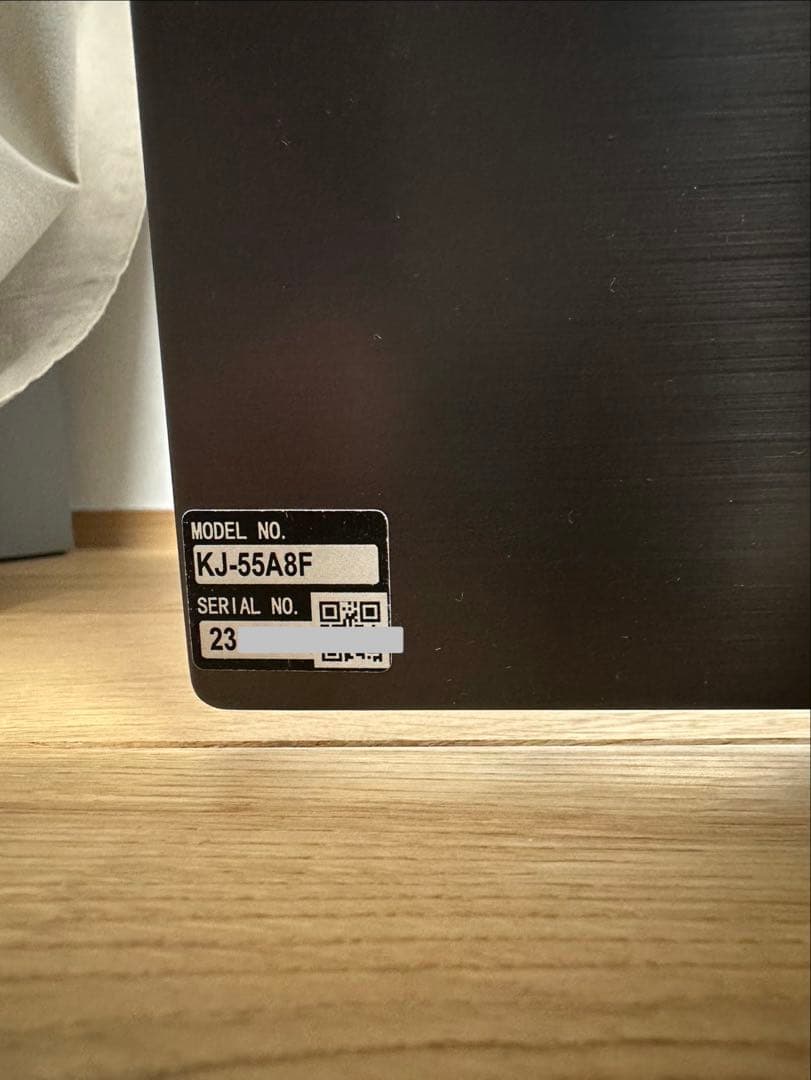 MODEL NO.
KJ-55A8F
SERIAL NO.
23